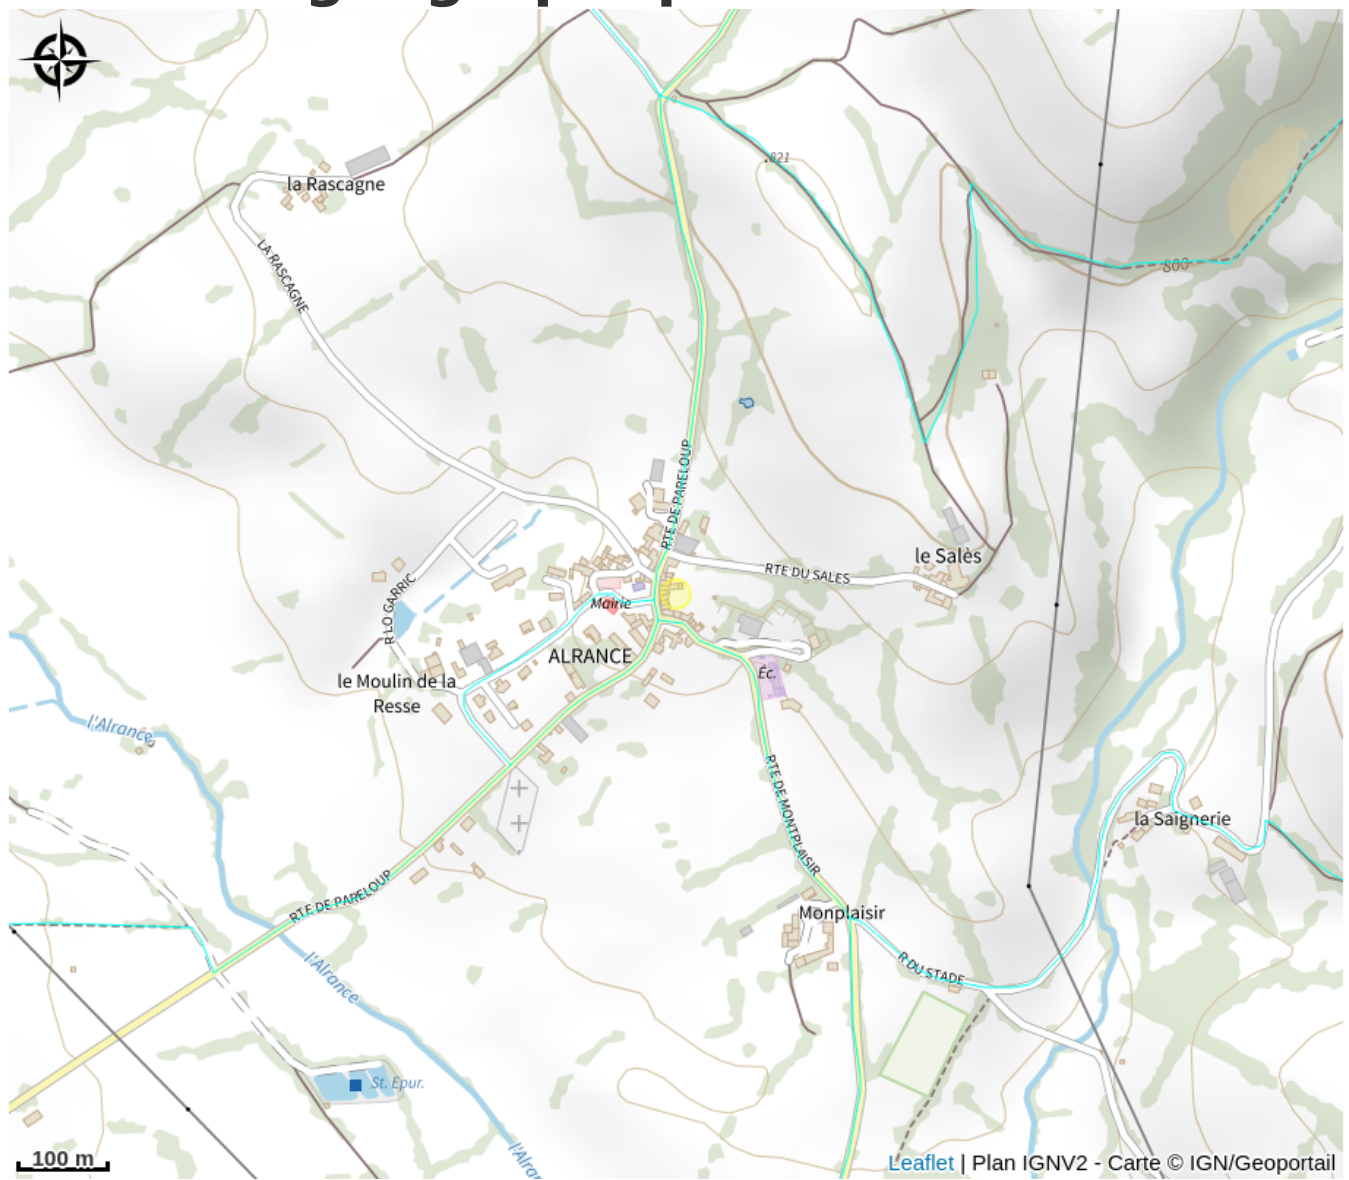 821
la Rascagne
LA RASCAGNE
800
RTE DE PARELOUP
le Salès
RTE DU SALES
R LO GARRIC
Mairie
ALRANCE
Éc.
le Moulin de la
Resse
l'Alrance
RTE DE MONTPLAISIR
la Saignerie
RTE DE PARELOUP
Monplaisir
l'Alrance
R DU STADE
St. Epur.
l'Alran
100 m
Leaflet | Plan IGNV2 - Carte © IGN/Geoportail